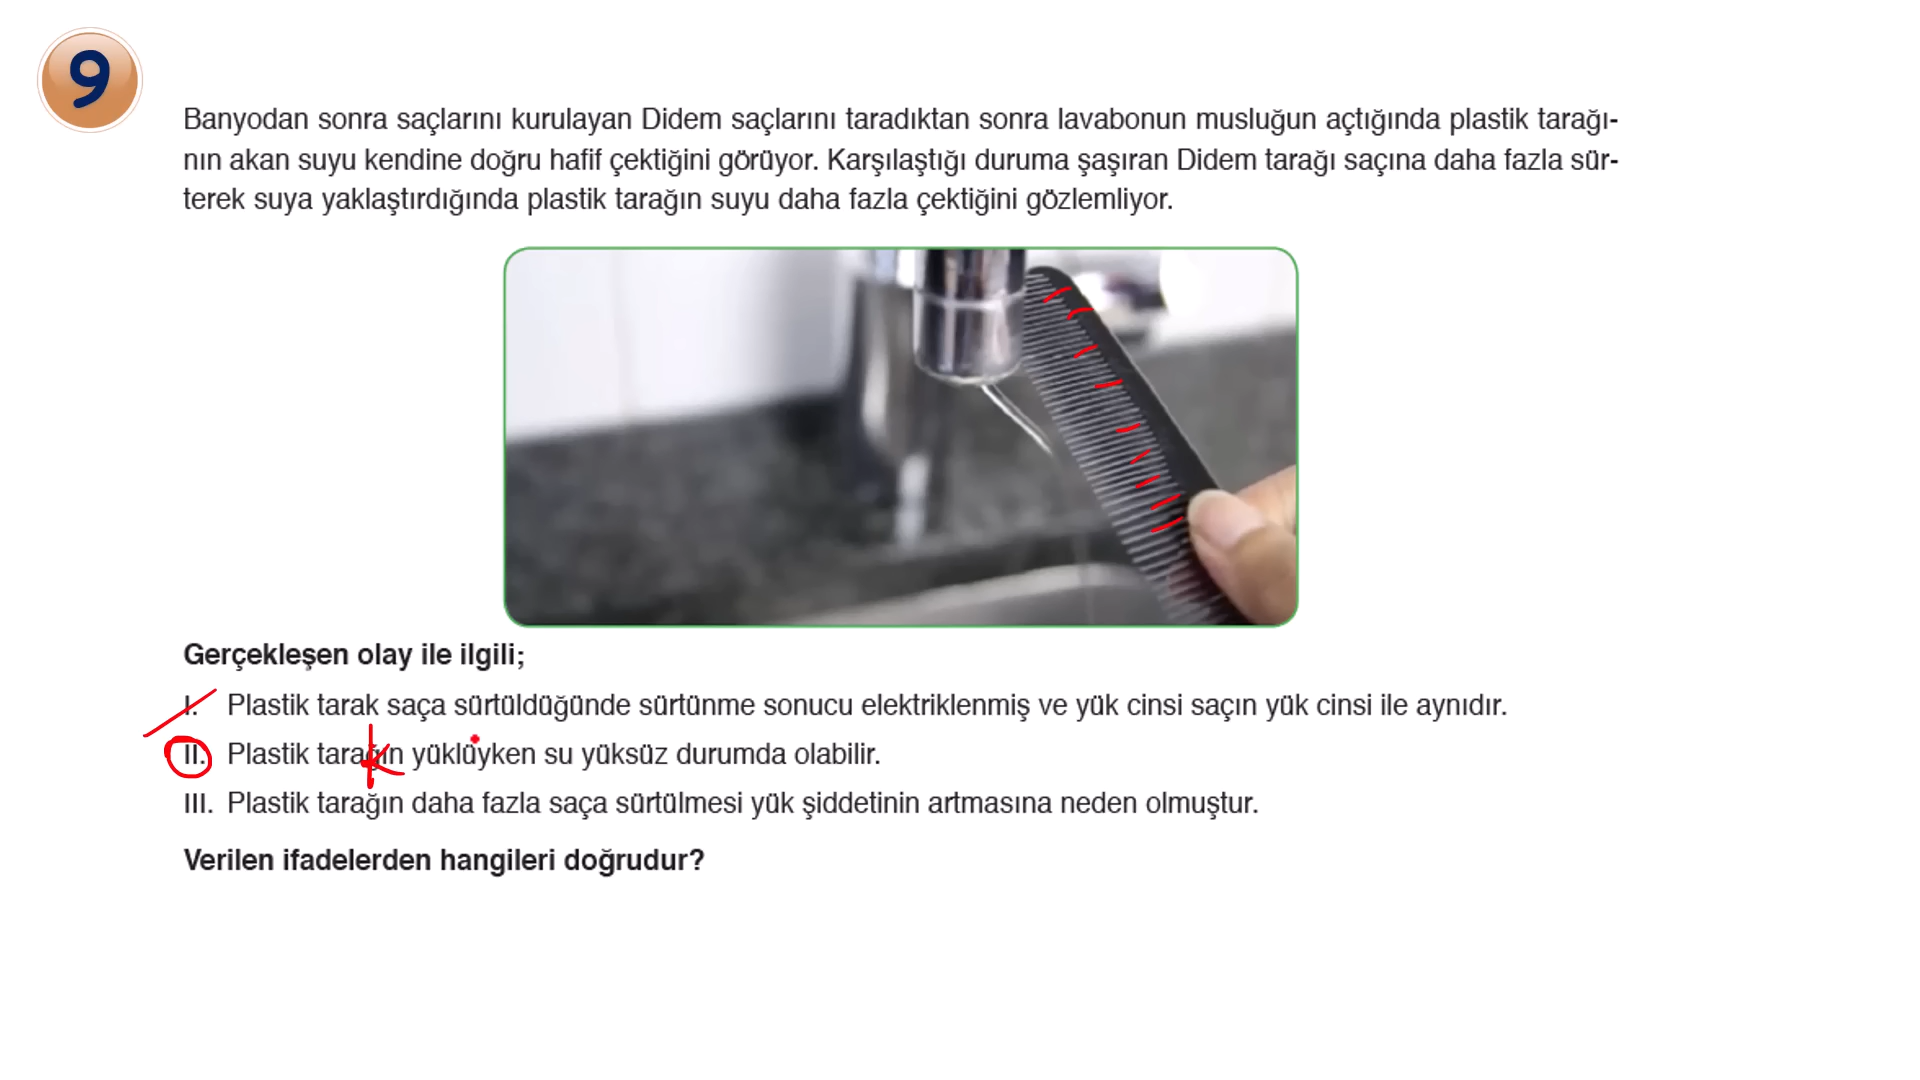 9
Banyodan sonra saçlarını kurulayan Didem saçlarını taradıktan sonra lavabonun musluğun açtığında plastik tarağı-
nın akan suyu kendine doğru hafif çektiğini görüyor. Karşılaştığı duruma şaşıran Didem tarağı saçına daha fazla sür-
terek suya yaklaştırdığında plastik tarağın suyu daha fazla çektiğini gözlemliyor.
Gerçekleşen olay ile ilgili;
I. Plastik tarak saça sürtüldüğünde sürtünme sonucu elektriklenmiş ve yük cinsi saçın yük cinsi ile aynıdır.
II. Plastik tarağın yüklüyken su yüksüz durumda olabilir.
k
III. Plastik tarağın daha fazla saça sürtülmesi yük şiddetinin artmasına neden olmuştur.
Verilen ifadelerden hangileri doğrudur?